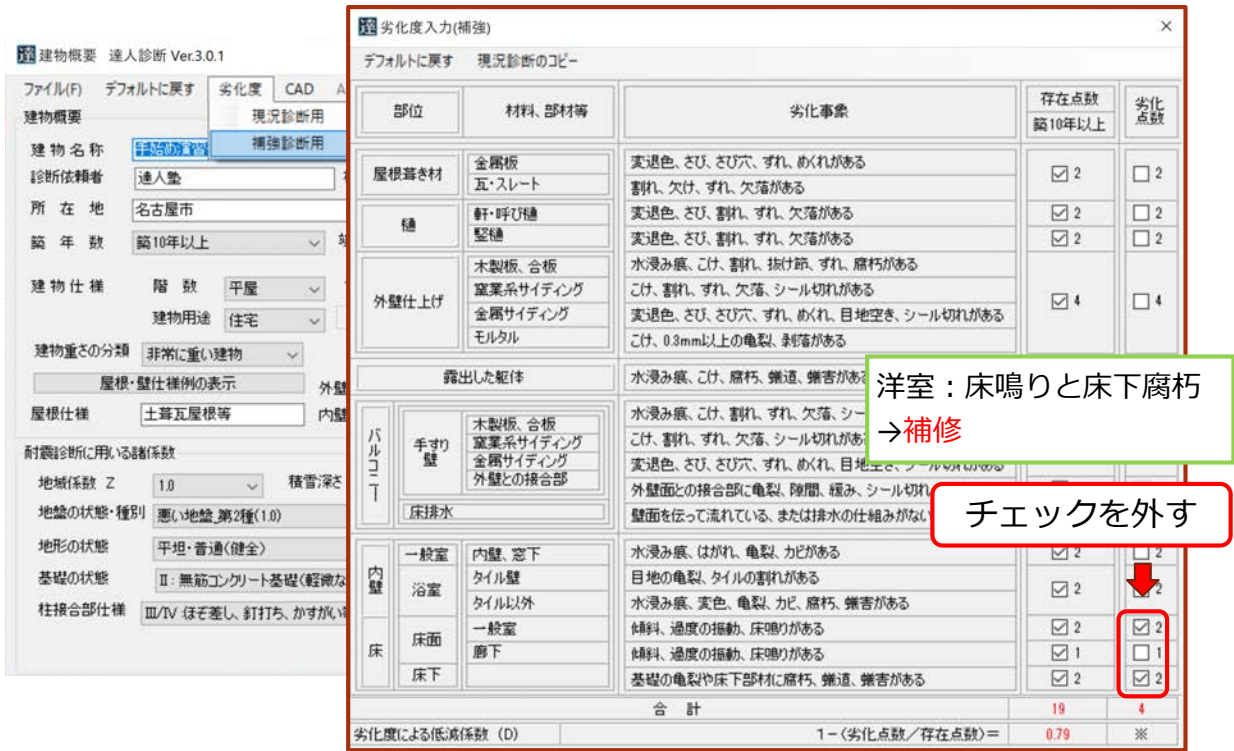 建物概要 達人診断 Ver.3.0.1
ファイル(F) デフォルトに戻す 劣化度 CAD
現況診断用
補強診断用
建物概要
建物名称
診断依頼者 達人塾
所在地 名古屋市
築年数 築10年以上
建物仕様 階数 平屋
建物用途 住宅
建物重さの分類 非常に重い建物
屋根・壁仕様例の表示 外壁
屋根仕様 土葺瓦屋根等 内壁
耐震診断に用いる諸係数
地域係数 Z 1.0 積雪深さ
地盤の状態・種別 悪い地盤_第2種(1.0)
地形の状態 平坦・普通(健全)
基礎の状態 Ⅱ：無筋コンクリート基礎(軽微な
柱接合部仕様 Ⅲ/Ⅳ ほぞ差し、釘打ち、かすがい等
劣化度入力(補強) ×
デフォルトに戻す 現況診断のコピー
部位 材料、部材等 劣化事象 存在点数 築10年以上 劣化点数
屋根葺き材 金属板 変退色、さび、さび穴、ずれ、めくれがある 2 2
瓦・スレート 割れ、欠け、ずれ、欠落がある
樋 軒・呼び樋 変退色、さび、割れ、ずれ、欠落がある 2 2
竪樋 変退色、さび、割れ、ずれ、欠落がある 2 2
外壁仕上げ 木製板、合板 水浸み痕、こけ、割れ、抜け節、ずれ、腐朽がある 4 4
窯業系サイディング こけ、割れ、ずれ、欠落、シール切れがある
金属サイディング 変退色、さび、さび穴、ずれ、めくれ、目地空き、シール切れがある
モルタル こけ、0.3mm以上の亀裂、剥落がある
露出した躯体 水浸み痕、こけ、腐朽、蟻道、蟻害がある
バルコニー 手すり壁 木製板、合板 水浸み痕、こけ、割れ、ずれ、欠落、シー
窯業系サイディング こけ、割れ、ずれ、欠落、シール切れがあ
金属サイディング 変退色、さび、さび穴、ずれ、めくれ、目地空き、シール切れがある
外壁との接合部 外壁面との接合部に亀裂、隙間、緩み、シール切れ
床排水 壁面を伝って流れている、または排水の仕組みがない
洋室：床鳴りと床下腐朽
→補修
チェックを外す
内壁 一般室 内壁、窓下 水浸み痕、はがれ、亀裂、カビがある 2 2
浴室 タイル壁 目地の亀裂、タイルの割れがある 2 2
タイル以外 水浸み痕、変色、亀裂、カビ、腐朽、蟻害がある
床 床面 一般室 傾斜、過度の振動、床鳴りがある 2 2
廊下 傾斜、過度の振動、床鳴りがある 1 1
床下 基礎の亀裂や床下部材に腐朽、蟻道、蟻害がある 2 2
合計 19 4
劣化度による低減係数 (D) 1－(劣化点数／存在点数)＝ 0.79 ※